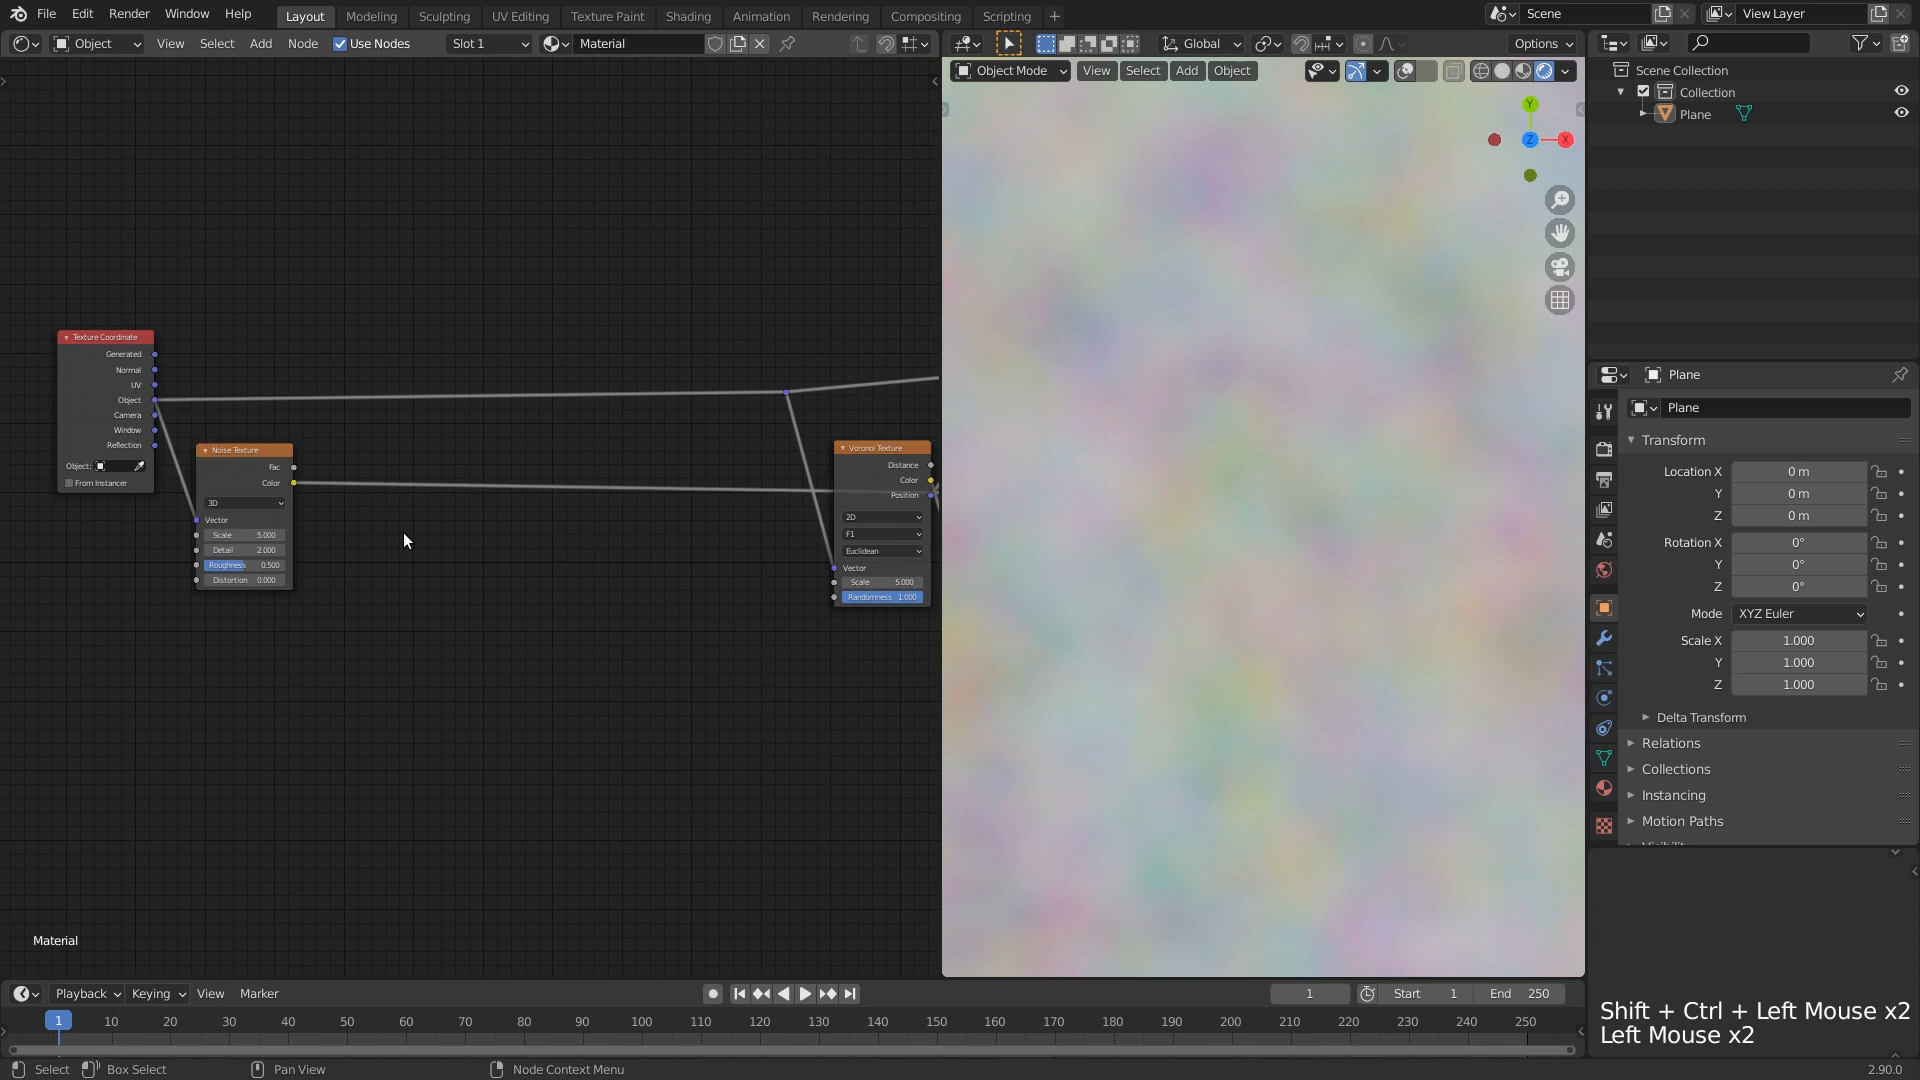 File Edit Render Window Help Layout Modeling Sculpting UV Editing Texture Paint Shading Animation Rendering Compositing Scripting + Scene View Layer
Object View Select Add Node Use Nodes Slot 1 Material Global Options
Object Mode View Select Add Object
Scene Collection
Collection
Plane
Y
Z
X
Texture Coordinate
Generated
Normal
UV
Object
Camera
Window
Reflection
Object:
From Instancer
Noise Texture
Fac
Color
3D
Vector
Scale 5.000
Detail 2.000
Roughness 0.500
Distortion 0.000
Voronoi Texture
Distance
Color
Position
2D
F1
Euclidean
Vector
Scale 5.000
Randomness 1.000
Material
Plane
Plane
Transform
Location X 0 m
Y 0 m
Z 0 m
Rotation X 0°
Y 0°
Z 0°
Mode XYZ Euler
Scale X 1.000
Y 1.000
Z 1.000
Delta Transform
Relations
Collections
Instancing
Motion Paths
Playback Keying View Marker 1 Start 1 End 250
1 10 20 30 40 50 60 70 80 90 100 110 120 130 140 150 160 170 180 190 200 210 220 230 240 250
Shift + Ctrl + Left Mouse x2
Left Mouse x2
Select Box Select Pan View Node Context Menu 2.90.0